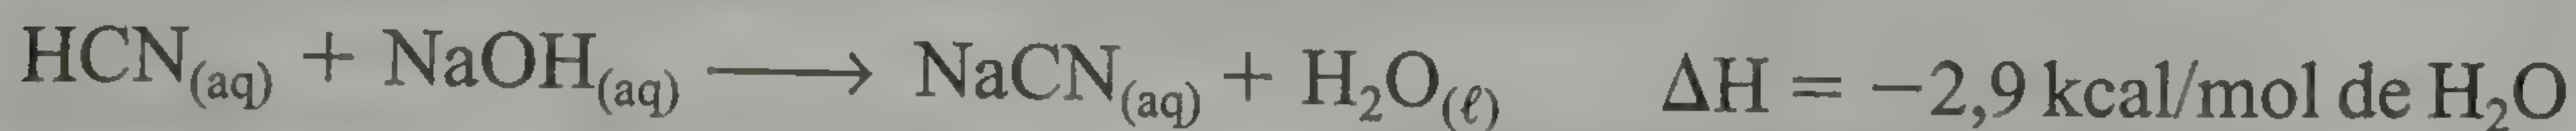 HCN(aq) + NaOH(aq) ⟶ NaCN(aq) + H₂O(ℓ) ΔH = −2,9 kcal/mol de H₂O